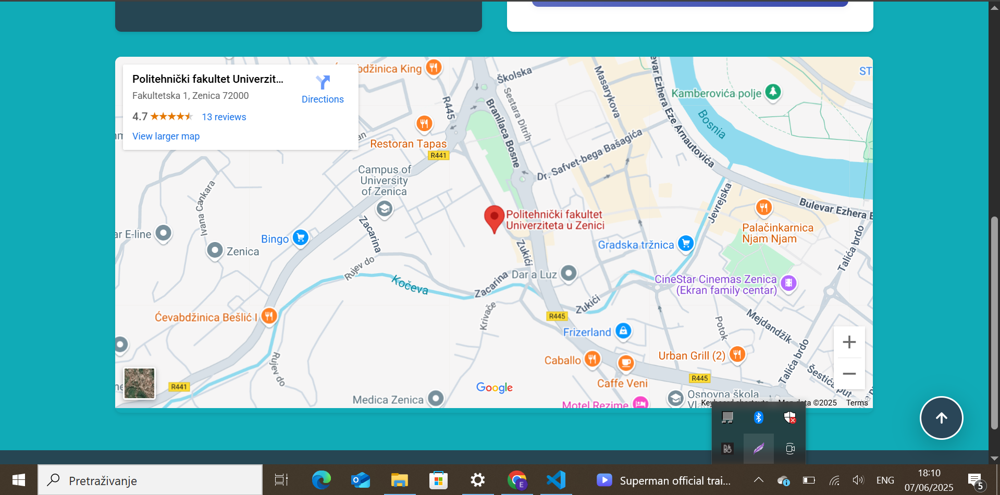 Politehnički fakultet Univerzit...
Fakultetska 1, Zenica 72000
4.7
13 reviews
View larger map
Directions
bdžinica King
Školska
Sestara Ditrih
Masarykova
Branilaca Bosne
R445
Restoran Tapas
R441
Kamberovića polje
Bosnia
ST
evar Ezhera Eze Arnautovića
Dr. Safvet-bega Bašagića
Campus of
University
of Zenica
Ivana Cankara
ar E-line
Zenica
Bingo
Zacarina
Rujev do
Kočeva
Politehnički fakultet
Univerziteta u Zenici
Zukići
Jevrejska
Bulevar Ezhera E
Palačinkarnica
Njam Njam
Gradska tržnica
Talića brdo
Dar a Luz
Zacarina
CineStar Cinemas Zenica
(Ekran family centar)
Krivače
Zukići
R445
Ćevabdžinica Bešlić I
Frizerland
Potok
Mejdandžik
Caballo
Urban Grill (2)
Talića brdo
Rujev do
R441
Google
Caffe Veni
R445
Šestički put
Medica Zenica
Motel Rezime
Osnovna škola
Keyboard shortcuts
Map data ©2025
Terms
Pretraživanje
Superman official trai...
ENG
18:10
07/06/2025
5